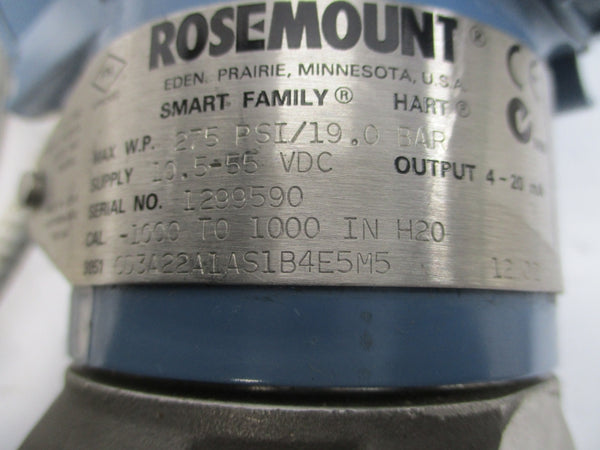 ROSEMOUNT®
EDEN PRAIRIE, MINNESOTA, U.S.A.
SMART FAMILY® HART®
MAX W.P. 275 PSI/19.0 BAR
SUPPLY 10.5-55 VDC OUTPUT 4-20 mA
SERIAL NO. 1299590
CAL -1000 TO 1000 IN H2O
3051 CD3A22A1AS1B4E5M5